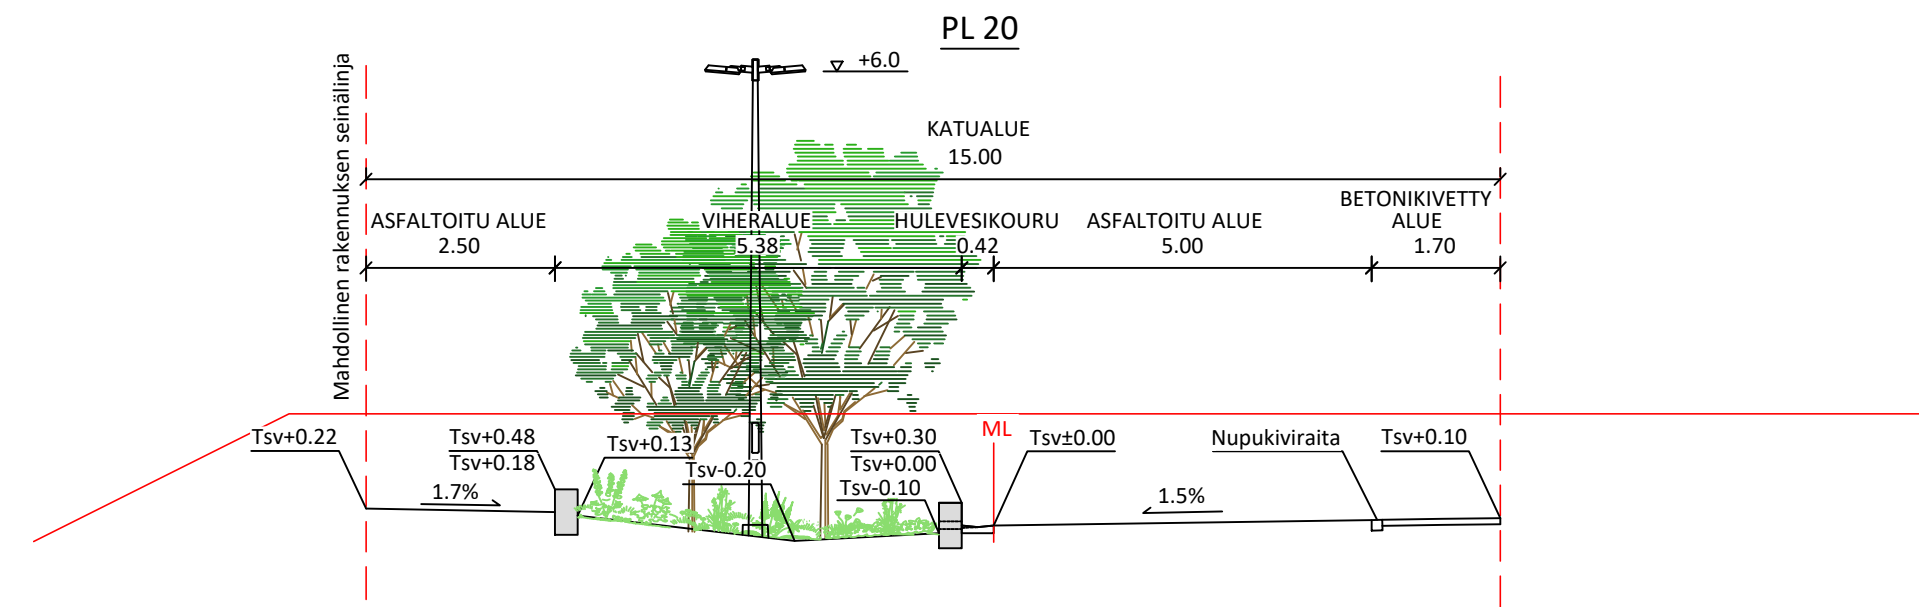 PL 20
+6.0
Mahdollinen rakennuksen seinälinja
KATUALUE
15.00
ASFALTOITU ALUE
2.50
VIHERALUE
5.38
HULEVESIKOURU
0.42
ASFALTOITU ALUE
5.00
BETONIKIVETTY
ALUE
1.70
Tsv+0.22
Tsv+0.48
Tsv+0.18
1.7%
Tsv+0.13
Tsv-0.20
Tsv+0.30
Tsv+0.00
Tsv-0.10
ML
Tsv±0.00
1.5%
Nupukiviraita
Tsv+0.10